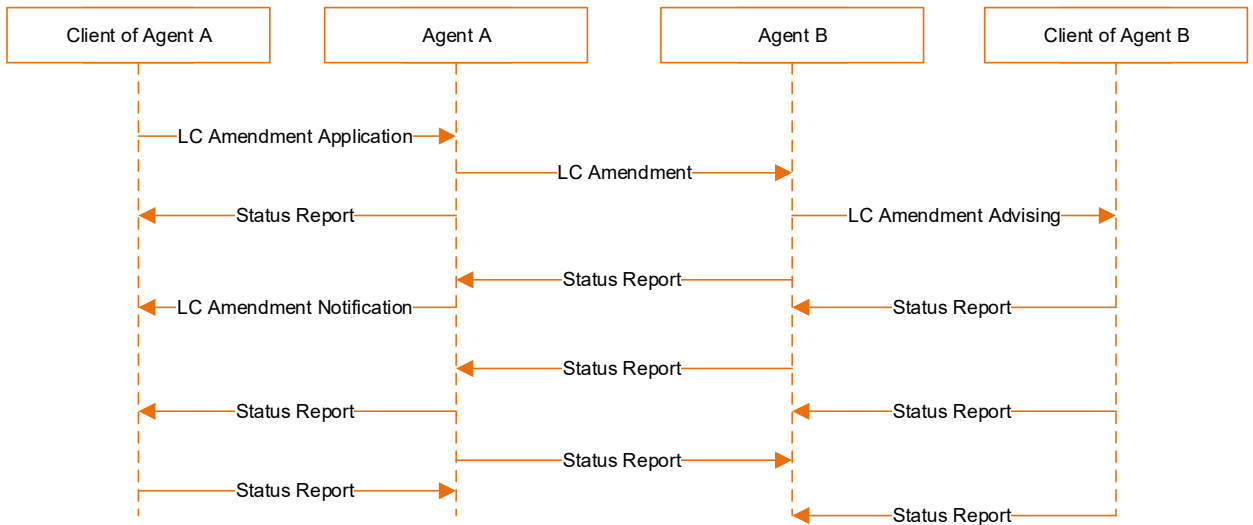 Client of Agent A
Agent A
Agent B
Client of Agent B
LC Amendment Application
LC Amendment
Status Report
LC Amendment Advising
Status Report
LC Amendment Notification
Status Report
Status Report
Status Report
Status Report
Status Report
Status Report
Status Report